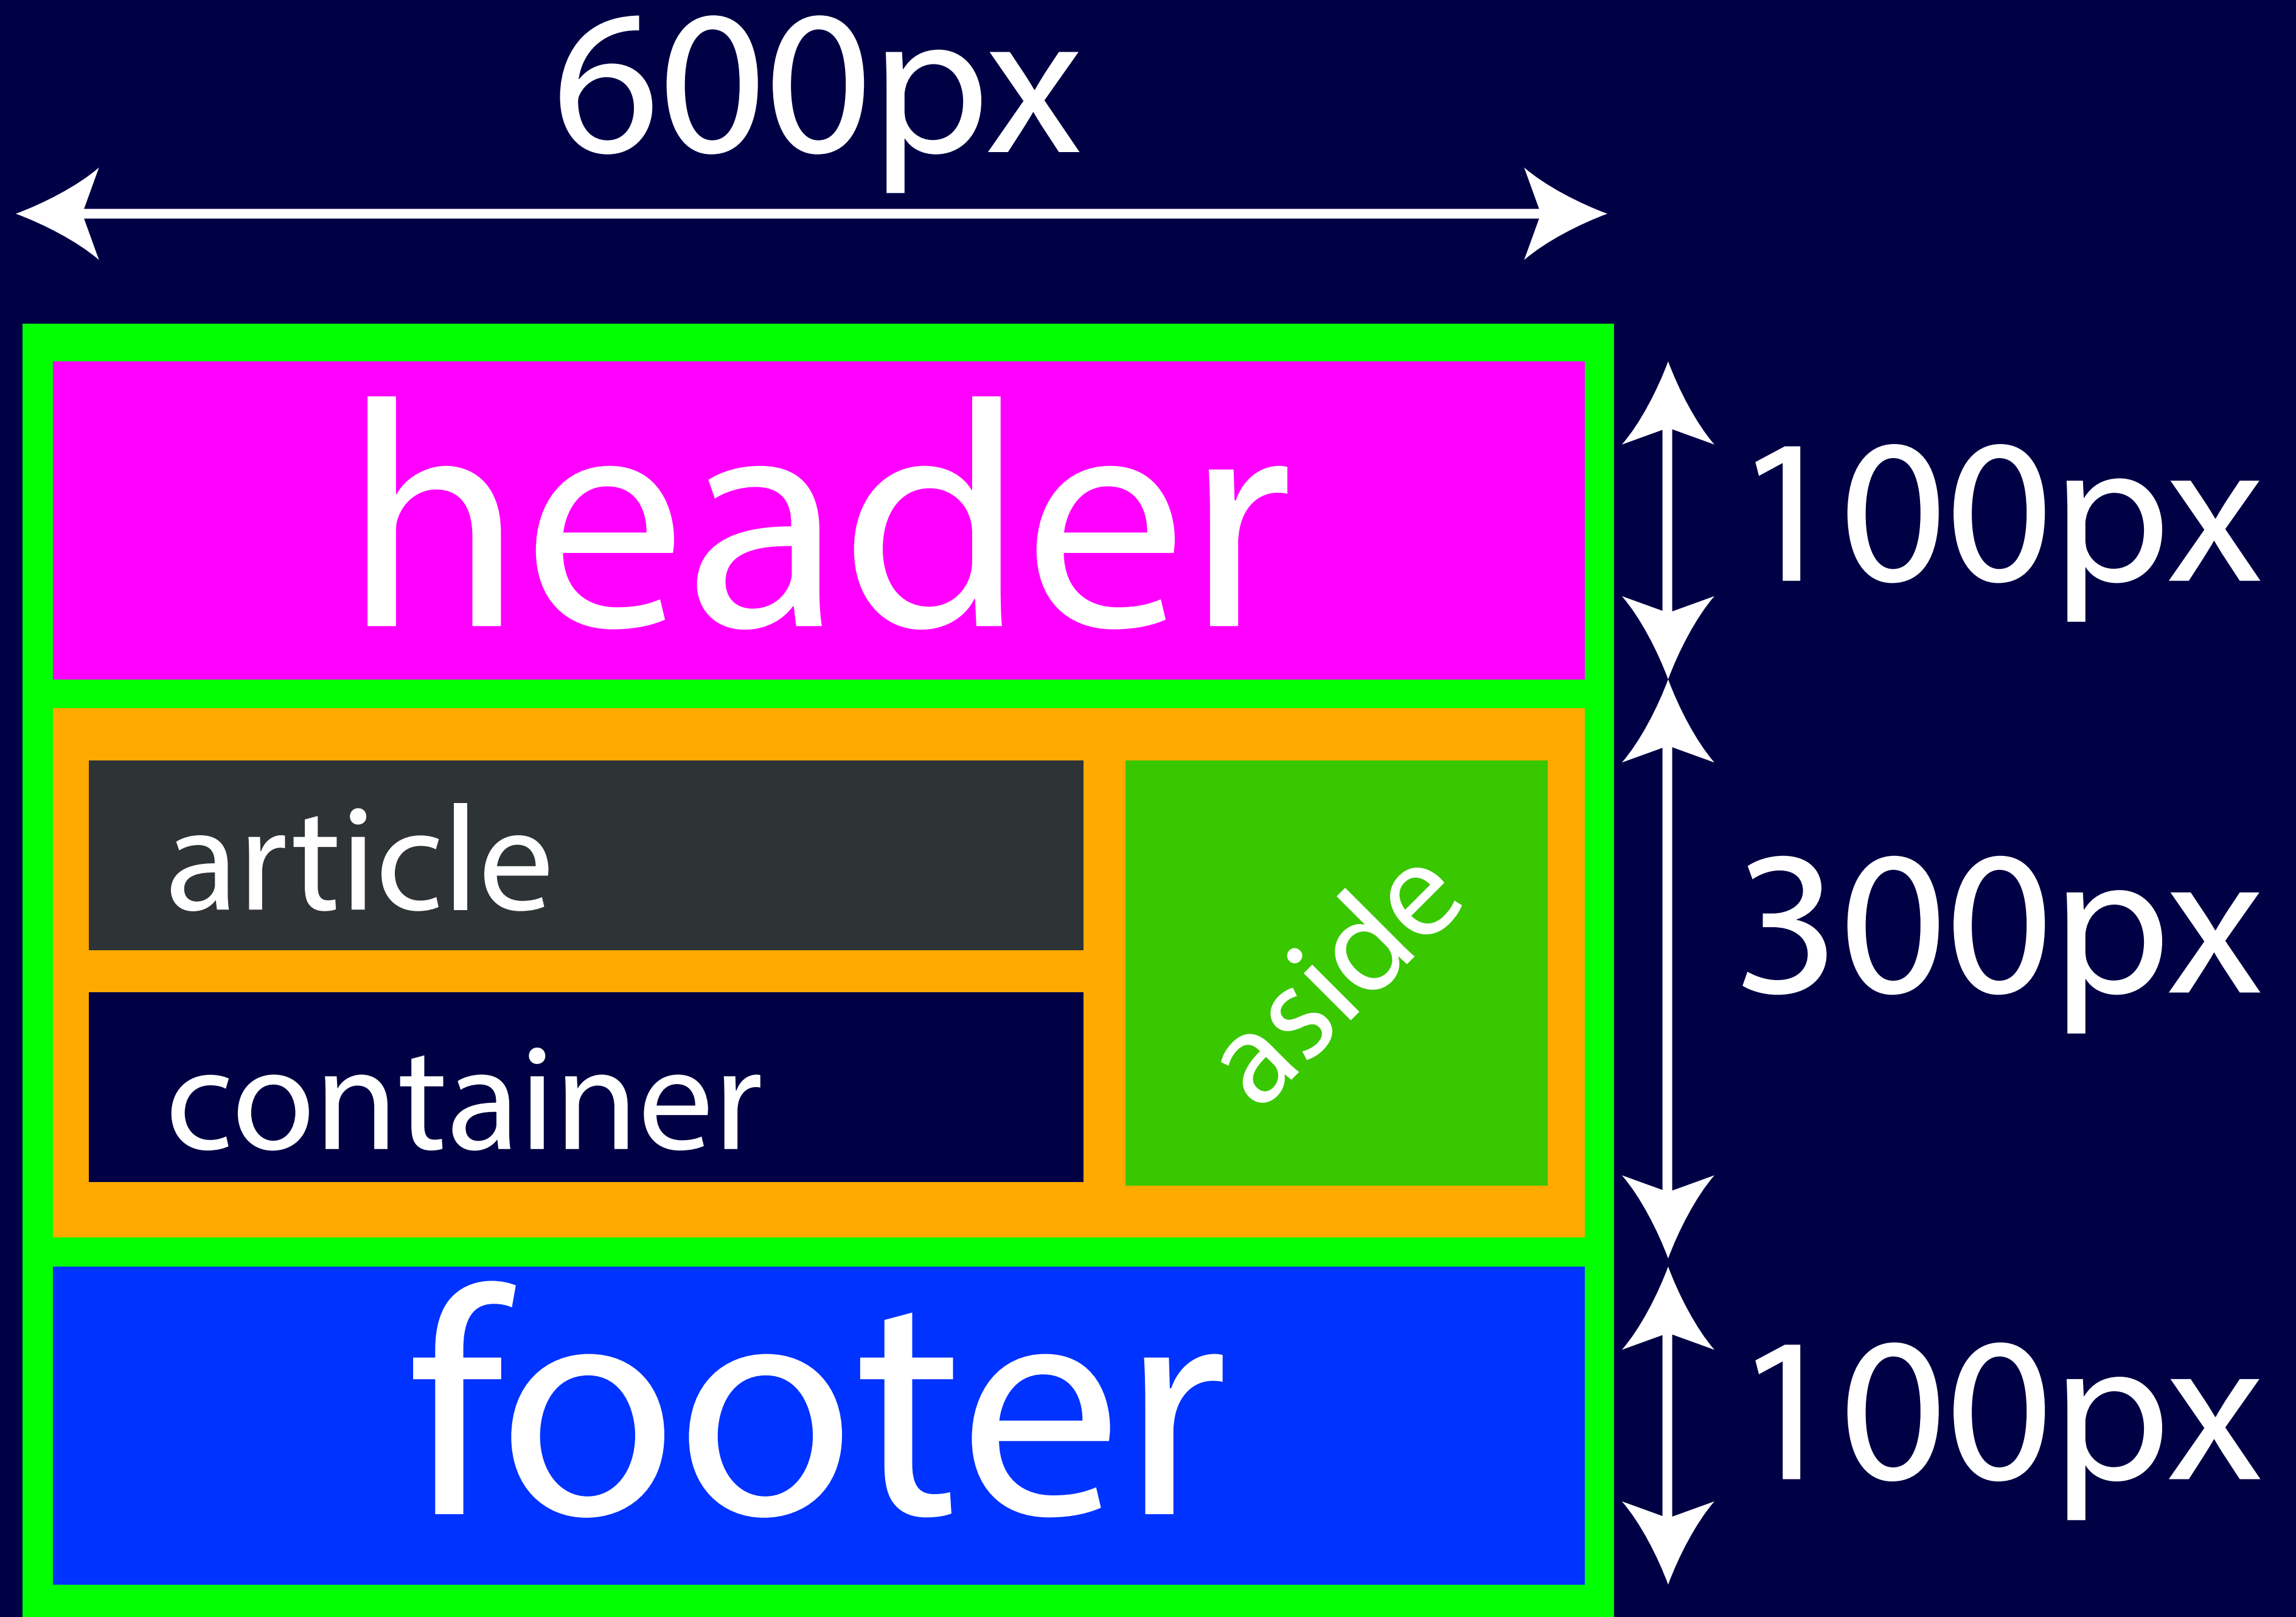 600px
header
100px
article
aside
300px
container
footer
100px